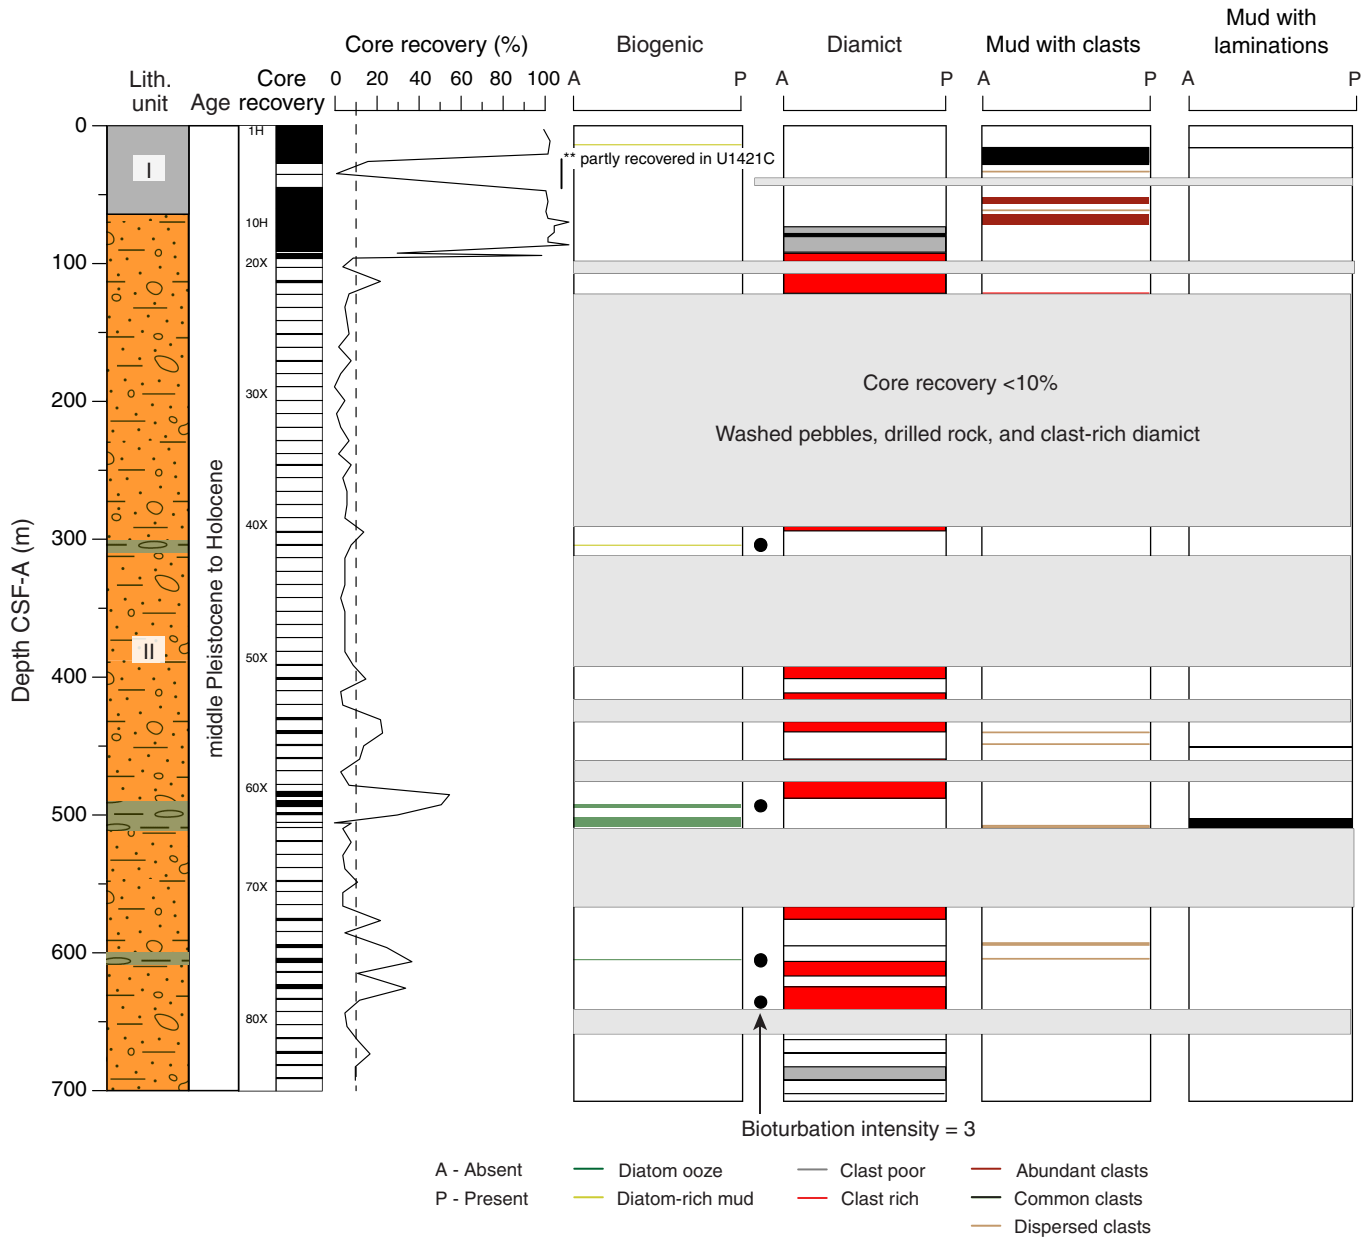 Mud with
laminations
Core recovery (%)
Biogenic
Diamict
Mud with clasts
Lith.
unit
Age
Core
recovery
0 20 40 60 80 100
A P
A P
A P
A P
0
100
200
300
400
500
600
700
Depth CSF-A (m)
I
II
middle Pleistocene to Holocene
1H
10H
20X
30X
40X
50X
60X
70X
80X
** partly recovered in U1421C
Core recovery <10%
Washed pebbles, drilled rock, and clast-rich diamict
Bioturbation intensity = 3
A - Absent
P - Present
Diatom ooze
Diatom-rich mud
Clast poor
Clast rich
Abundant clasts
Common clasts
Dispersed clasts